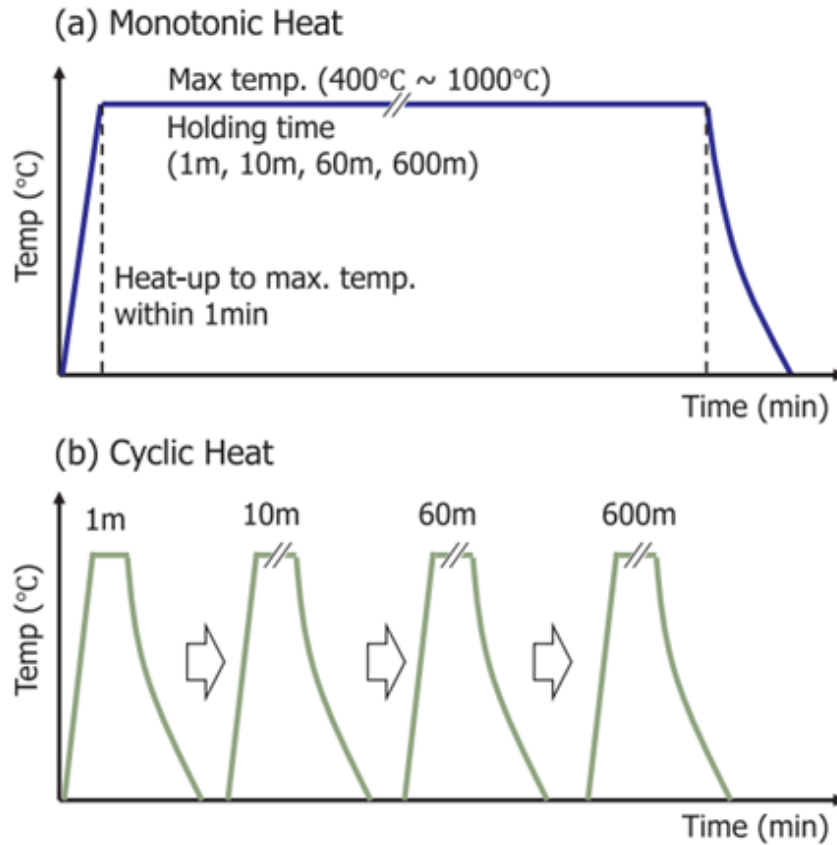 (a) Monotonic Heat
Max temp. (400℃ ~ 1000℃)
Holding time
(1m, 10m, 60m, 600m)
Heat-up to max. temp.
within 1min
Temp (℃)
Time (min)
(b) Cyclic Heat
1m
10m
60m
600m
Temp (℃)
Time (min)